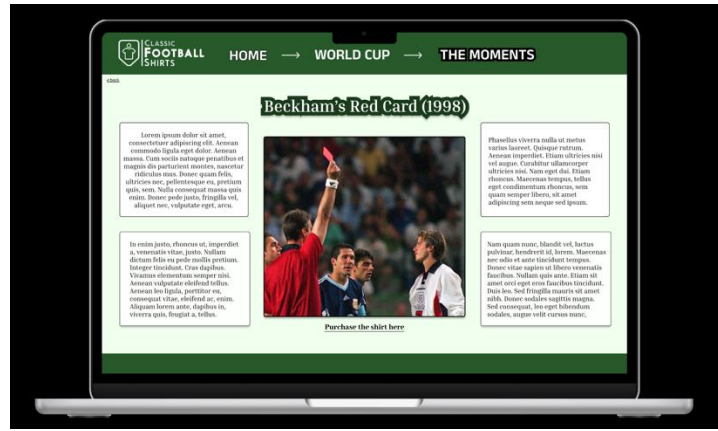 CLASSIC
FOOTBALL
SHIRTS
HOME → WORLD CUP → THE MOMENTS
Beckham's Red Card (1998)
Lorem ipsum dolor sit amet,
consectetuer adipiscing elit. Aenean
commodo ligula eget dolor. Aenean
massa. Cum sociis natoque penatibus et
magnis dis parturient montes, nascetur
ridiculus mus. Donec quam felis,
ultricies nec, pellentesque eu, pretium
quis, sem. Nulla consequat massa quis
enim. Donec pede justo, fringilla vel,
aliquet nec, vulputate eget, arcu.
In enim justo, rhoncus ut, imperdiet
a, venenatis vitae, justo. Nullam
dictum felis eu pede mollis pretium.
Integer tincidunt. Cras dapibus.
Vivamus elementum semper nisi.
Aenean vulputate eleifend tellus.
Aenean leo ligula, porttitor eu,
consequat vitae, eleifend ac, enim.
Aliquam lorem ante, dapibus in,
viverra quis, feugiat a, tellus.
Purchase the shirt here
Phasellus viverra nulla ut metus
varius laoreet. Quisque rutrum.
Aenean imperdiet. Etiam ultricies nisi
vel augue. Curabitur ullamcorper
ultricies nisi. Nam eget dui. Etiam
rhoncus. Maecenas tempus, tellus
eget condimentum rhoncus, sem
quam semper libero, sit amet
adipiscing sem neque sed ipsum.
Nam quam nunc, blandit vel, luctus
pulvinar, hendrerit id, lorem. Maecenas
nec odio et ante tincidunt tempus.
Donec vitae sapien ut libero venenatis
faucibus. Nullam quis ante. Etiam sit
amet orci eget eros faucibus tincidunt.
Duis leo. Sed fringilla mauris sit amet
nibh. Donec sodales sagittis magna.
Sed consequat, leo eget bibendum
sodales, augue velit cursus nunc,